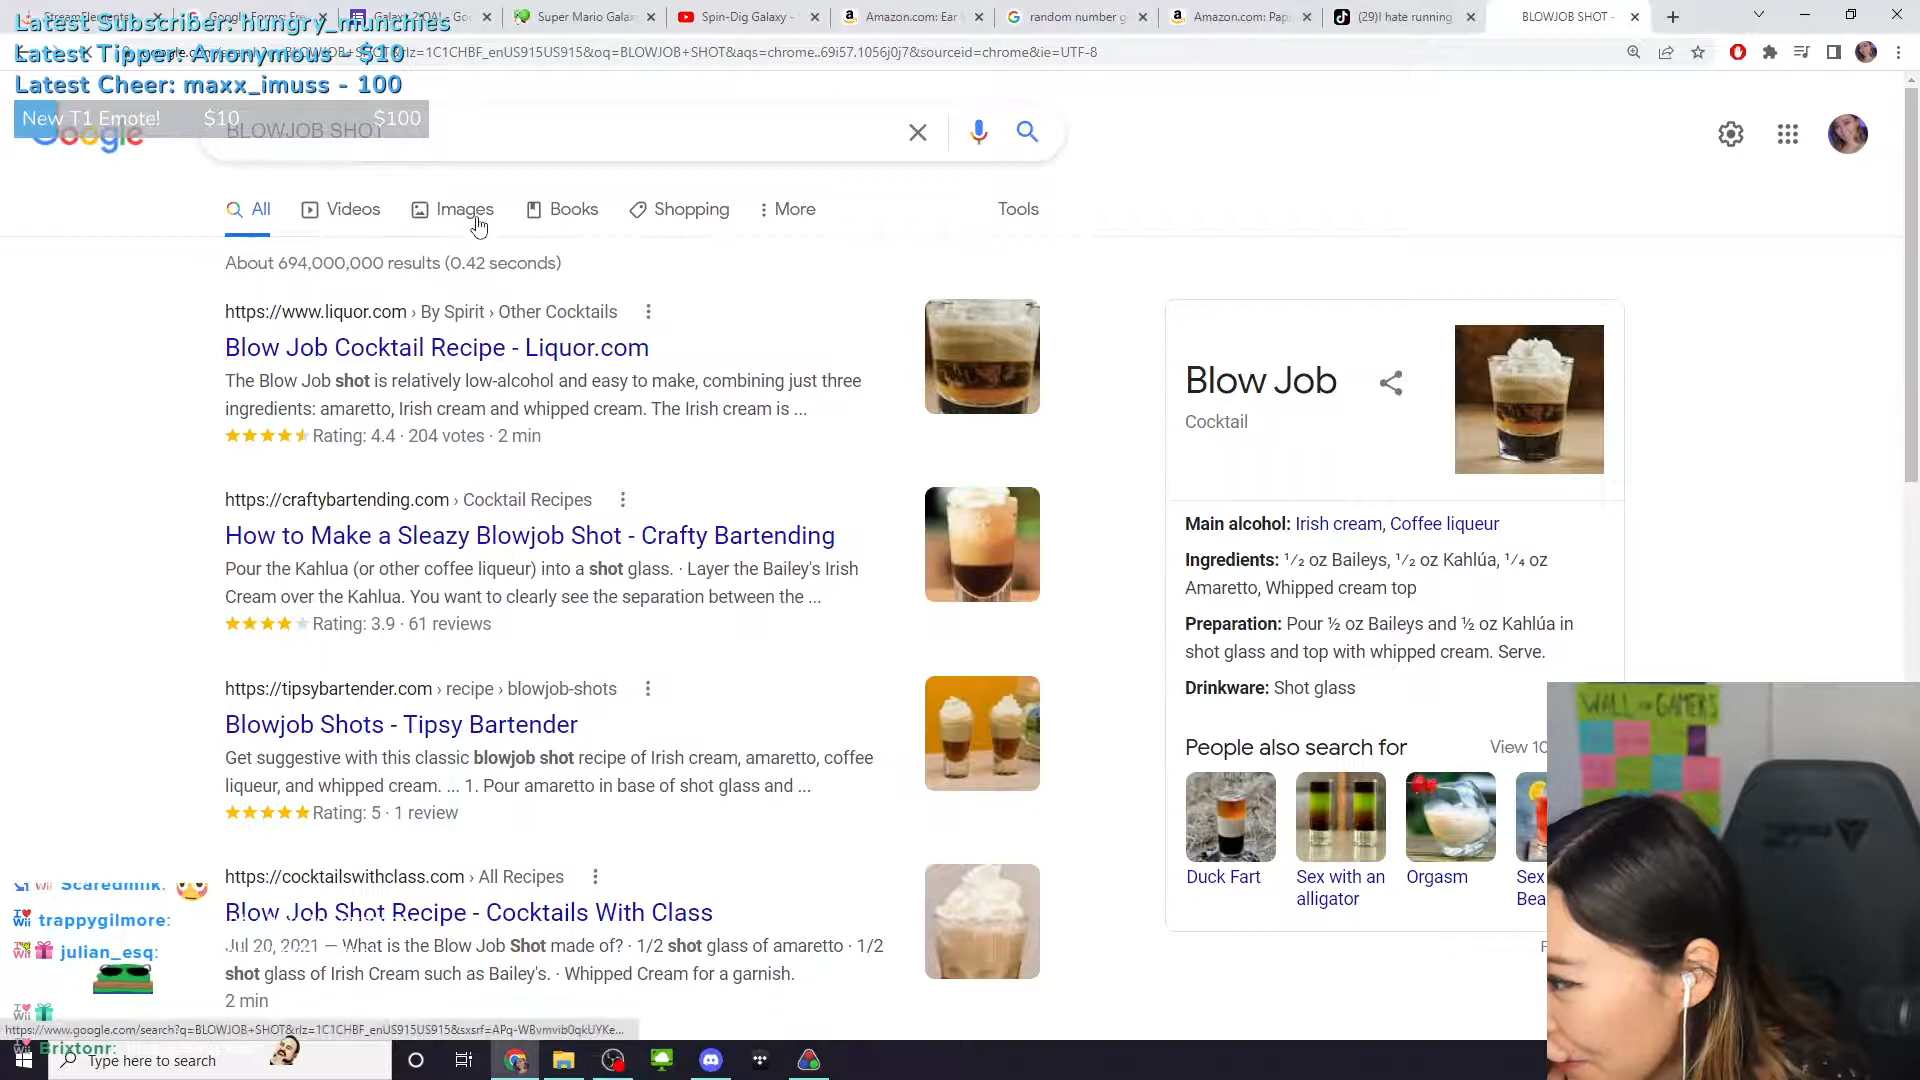 StreamElements
Google Forms: Fre
Galaxy 2 QA! - Go
Super Mario Galax
Spin-Dig Galaxy -
Amazon.com: Ear
random number g
Amazon.com: Pap
(29)I hate running
BLOWJOB SHOT -
Latest Subscriber: hungry_munchies
Latest Tipper: Anonymous - $10
Latest Cheer: maxx_imuss - 100
New T1 Emote! $10 $100
BLOWJOB SHOT
Google
All
Videos
Images
Books
Shopping
More
Tools
About 694,000,000 results (0.42 seconds)
https://www.liquor.com › By Spirit › Other Cocktails
Blow Job Cocktail Recipe - Liquor.com
The Blow Job shot is relatively low-alcohol and easy to make, combining just three
ingredients: amaretto, Irish cream and whipped cream. The Irish cream is ...
Rating: 4.4 · 204 votes · 2 min
https://craftybartending.com › Cocktail Recipes
How to Make a Sleazy Blowjob Shot - Crafty Bartending
Pour the Kahlua (or other coffee liqueur) into a shot glass. · Layer the Bailey's Irish
Cream over the Kahlua. You want to clearly see the separation between the ...
Rating: 3.9 · 61 reviews
https://tipsybartender.com › recipe › blowjob-shots
Blowjob Shots - Tipsy Bartender
Get suggestive with this classic blowjob shot recipe of Irish cream, amaretto, coffee
liqueur, and whipped cream. ... 1. Pour amaretto in base of shot glass and ...
Rating: 5 · 1 review
https://cocktailswithclass.com › All Recipes
Blow Job Shot Recipe - Cocktails With Class
Jul 20, 2021 — What is the Blow Job Shot made of? · 1/2 shot glass of amaretto · 1/2
shot glass of Irish Cream such as Bailey's. · Whipped Cream for a garnish.
2 min
Blow Job
Cocktail
Main alcohol: Irish cream, Coffee liqueur
Ingredients: ½ oz Baileys, ½ oz Kahlúa, ¼ oz
Amaretto, Whipped cream top
Preparation: Pour ½ oz Baileys and ½ oz Kahlúa in
shot glass and top with whipped cream. Serve.
Drinkware: Shot glass
People also search for
View 10
Duck Fart
Sex with an
alligator
Orgasm
Sex
Bea
WALL OF GAMERS
ScaredMilk:
trappygilmore:
julian_esq:
Brixtonr:
https://www.google.com/search?q=BLOWJOB+SHOT&rlz=1C1CHBF_enUS915US915&sxsrf=APq-WBvmvib0qkUYKe...
Type here to search